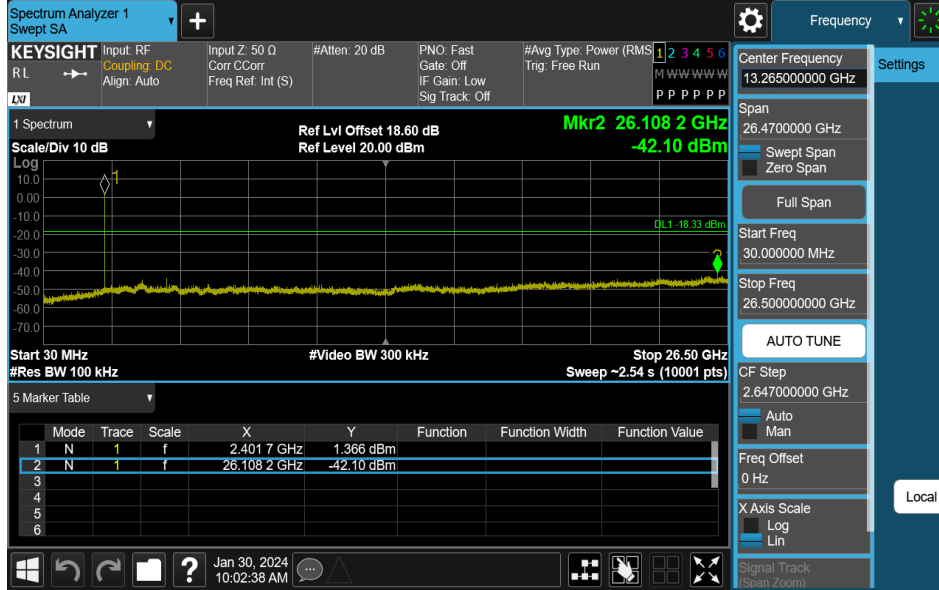 Spectrum Analyzer 1
Swept SA
Frequency
KEYSIGHT
RL
LXI
Input: RF
Coupling: DC
Align: Auto
Input Z: 50 Ω
Corr CCorr
Freq Ref: Int (S)
#Atten: 20 dB
PNO: Fast
Gate: Off
IF Gain: Low
Sig Track: Off
#Avg Type: Power (RMS
Trig: Free Run
1 2 3 4 5 6
M W W W W W
P P P P P P
1 Spectrum
Scale/Div 10 dB
Ref Lvl Offset 18.60 dB
Ref Level 20.00 dBm
Mkr2 26.108 2 GHz
-42.10 dBm
Log
10.0
0.00
-10.0
-20.0
-30.0
-40.0
-50.0
-60.0
-70.0
1
DL1 -18.33 dBm
Start 30 MHz
#Res BW 100 kHz
#Video BW 300 kHz
Stop 26.50 GHz
Sweep ~2.54 s (10001 pts)
5 Marker Table
Mode Trace Scale X Y Function Function Width Function Value
1 N 1 f 2.401 7 GHz 1.366 dBm
2 N 1 f 26.108 2 GHz -42.10 dBm
3
4
5
6
Jan 30, 2024
10:02:38 AM
Center Frequency
13.265000000 GHz
Span
26.4700000 GHz
Swept Span
Zero Span
Full Span
Start Freq
30.000000 MHz
Stop Freq
26.500000000 GHz
AUTO TUNE
CF Step
2.647000000 GHz
Auto
Man
Freq Offset
0 Hz
X Axis Scale
Log
Lin
Signal Track
(Span Zoom)
Settings
Local